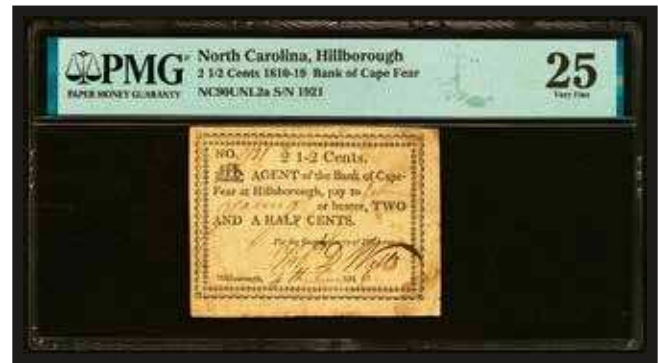 PMG
PAPER MONEY GUARANTY
North Carolina, Hillborough
2 1/2 Cents 1810-19 Bank of Cape Fear
NC90UNL2a S/N 1921
25
Very Fine
NO.
2 1-2 Cents.
AGENT of the Bank of Cape-
Fear at Hillsborough, pay to
or bearer, TWO
AND A HALF CENTS.
Hillsborough,